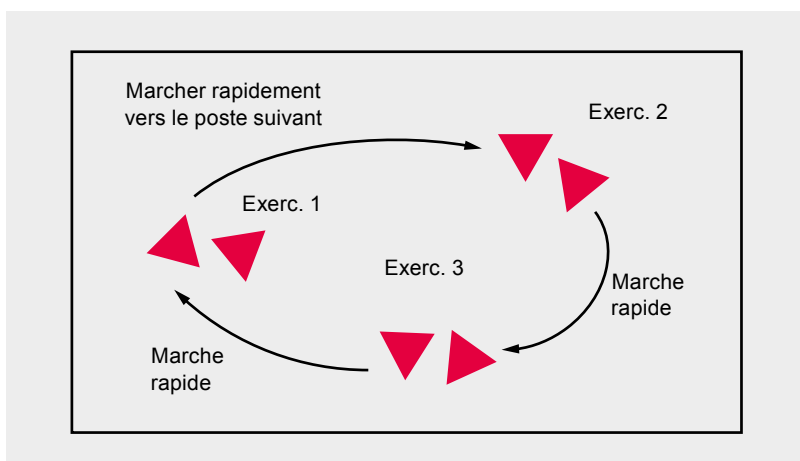 Marcher rapidement
vers le poste suivant
Exerc. 2
Exerc. 1
Exerc. 3
Marche
rapide
Marche
rapide